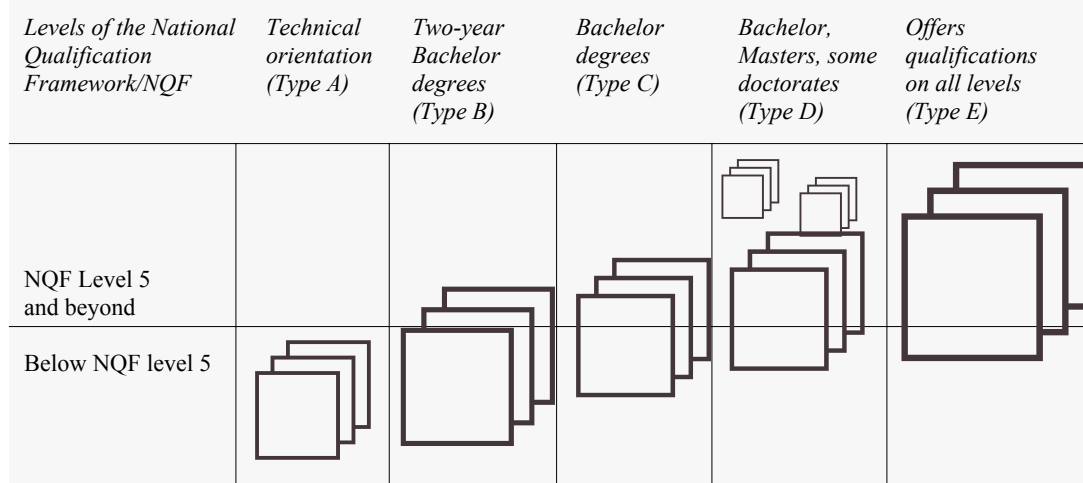 Levels of the National
Qualification
Framework/NQF
Technical
orientation
(Type A)
Two-year
Bachelor
degrees
(Type B)
Bachelor
degrees
(Type C)
Bachelor,
Masters, some
doctorates
(Type D)
Offers
qualifications
on all levels
(Type E)
NQF Level 5
and beyond
Below NQF level 5